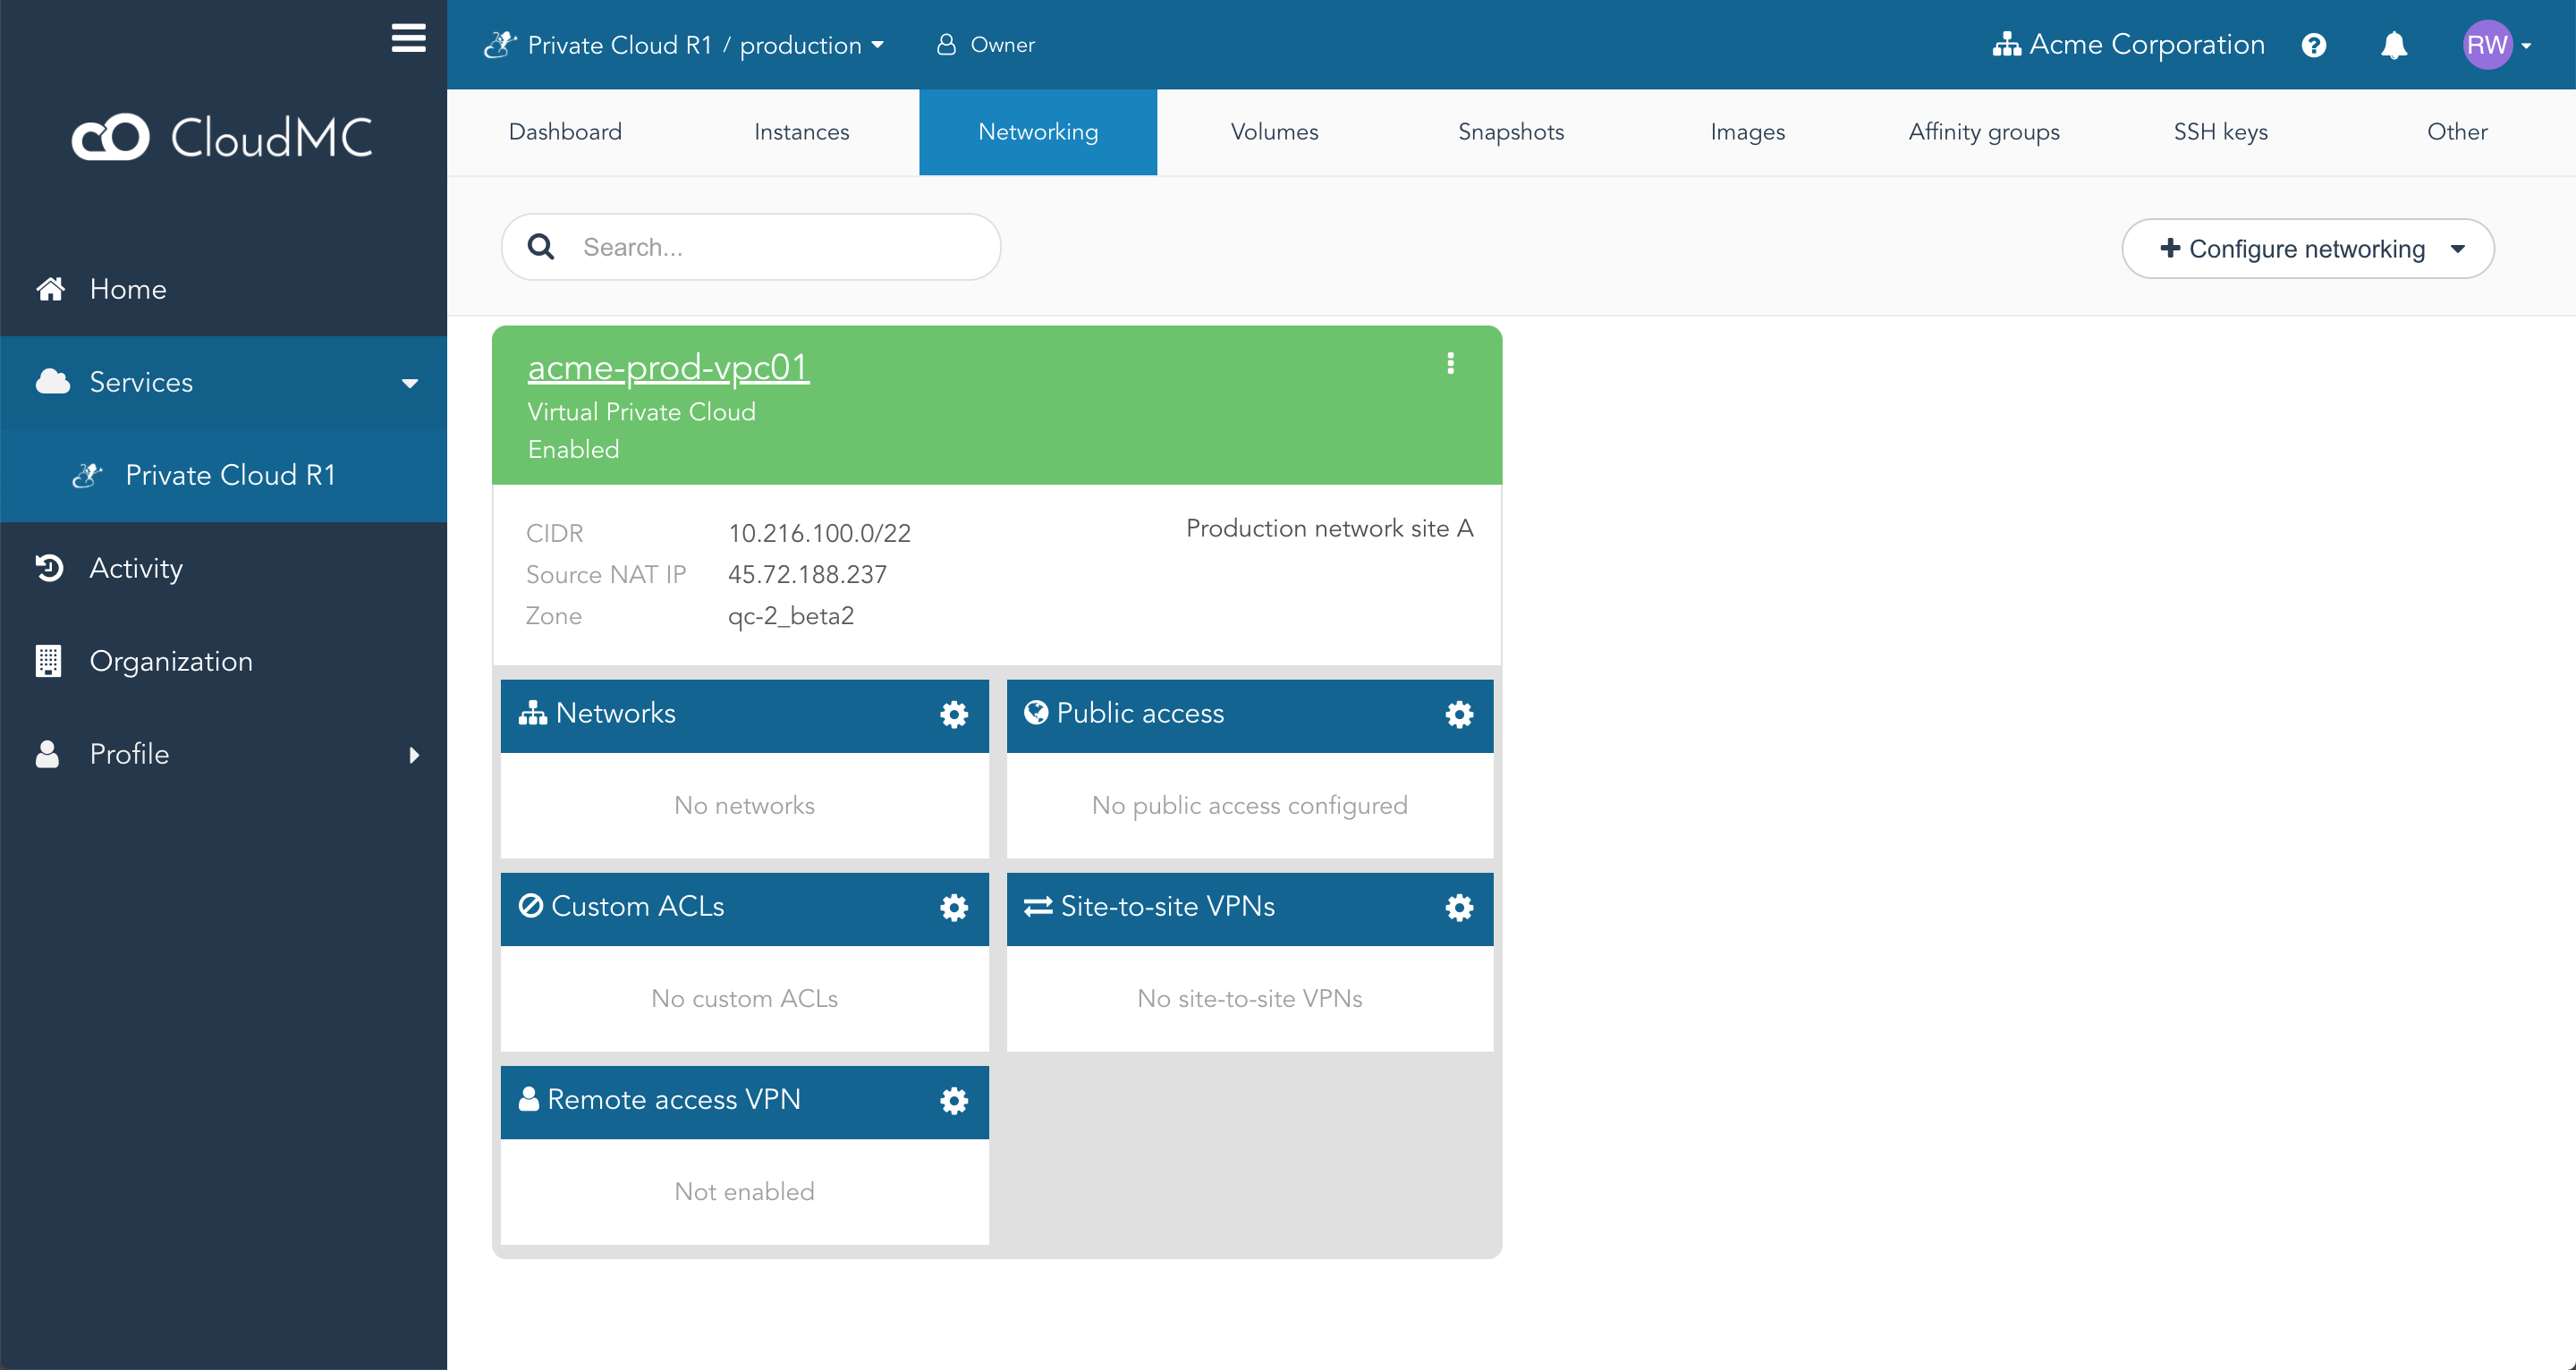 Private Cloud R1 / production
Owner
Acme Corporation
RW
CloudMC
Dashboard
Instances
Networking
Volumes
Snapshots
Images
Affinity groups
SSH keys
Other
Search...
Configure networking
Home
Services
Private Cloud R1
Activity
Organization
Profile
acme-prod-vpc01
Virtual Private Cloud
Enabled
CIDR 10.216.100.0/22
Production network site A
Source NAT IP 45.72.188.237
Zone qc-2_beta2
Networks
No networks
Public access
No public access configured
Custom ACLs
No custom ACLs
Site-to-site VPNs
No site-to-site VPNs
Remote access VPN
Not enabled